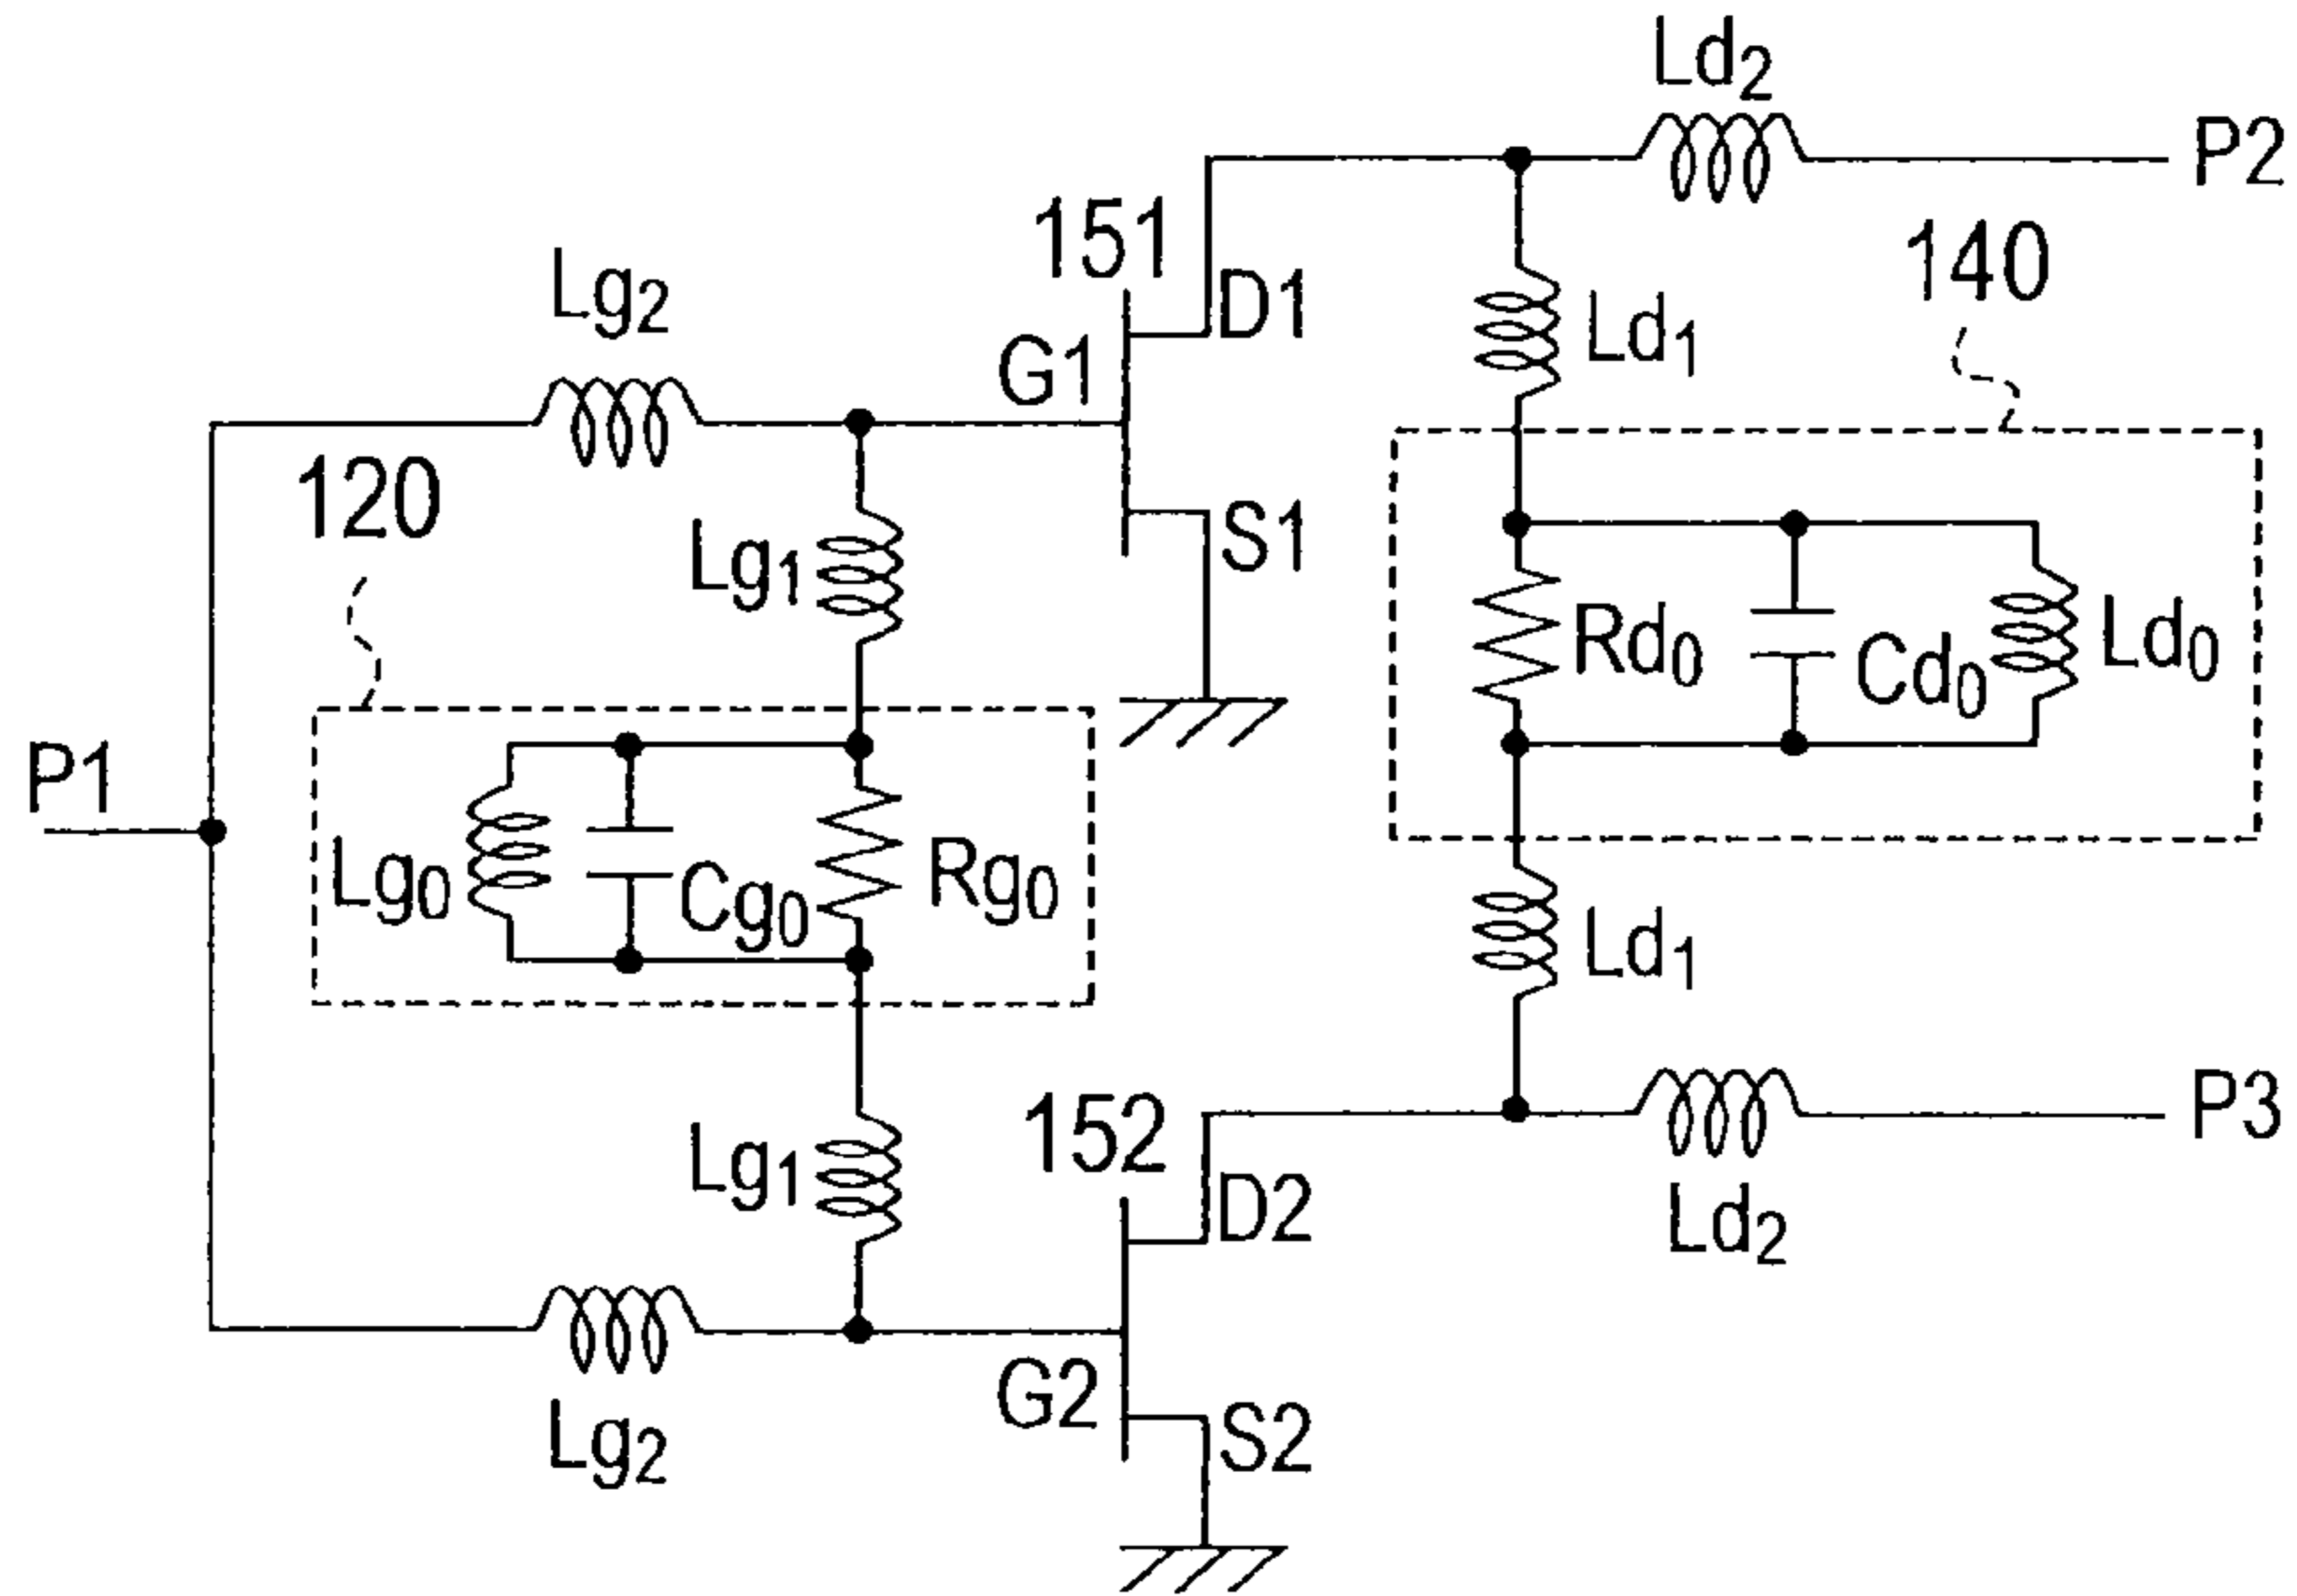 Ld2
P2
151
140
Lg2
D1
Ld1
G1
120
S1
Lg1
Rd0
Cd0
Ld0
P1
Lg0
Cg0
Rg0
Ld1
152
P3
Lg1
D2
Ld2
G2
S2
Lg2